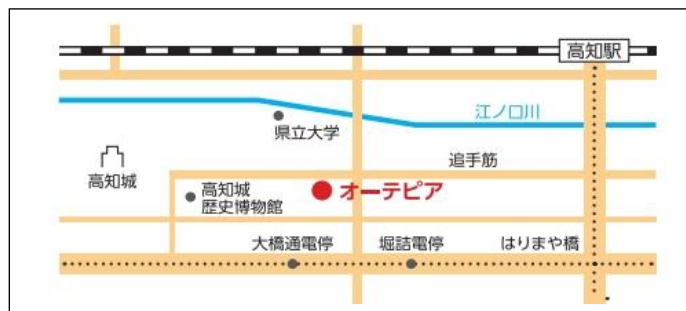 高知駅
江ノ口川
県立大学
追手筋
高知城
高知城
歴史博物館
オーテピア
大橋通電停
堀詰電停
はりまや橋